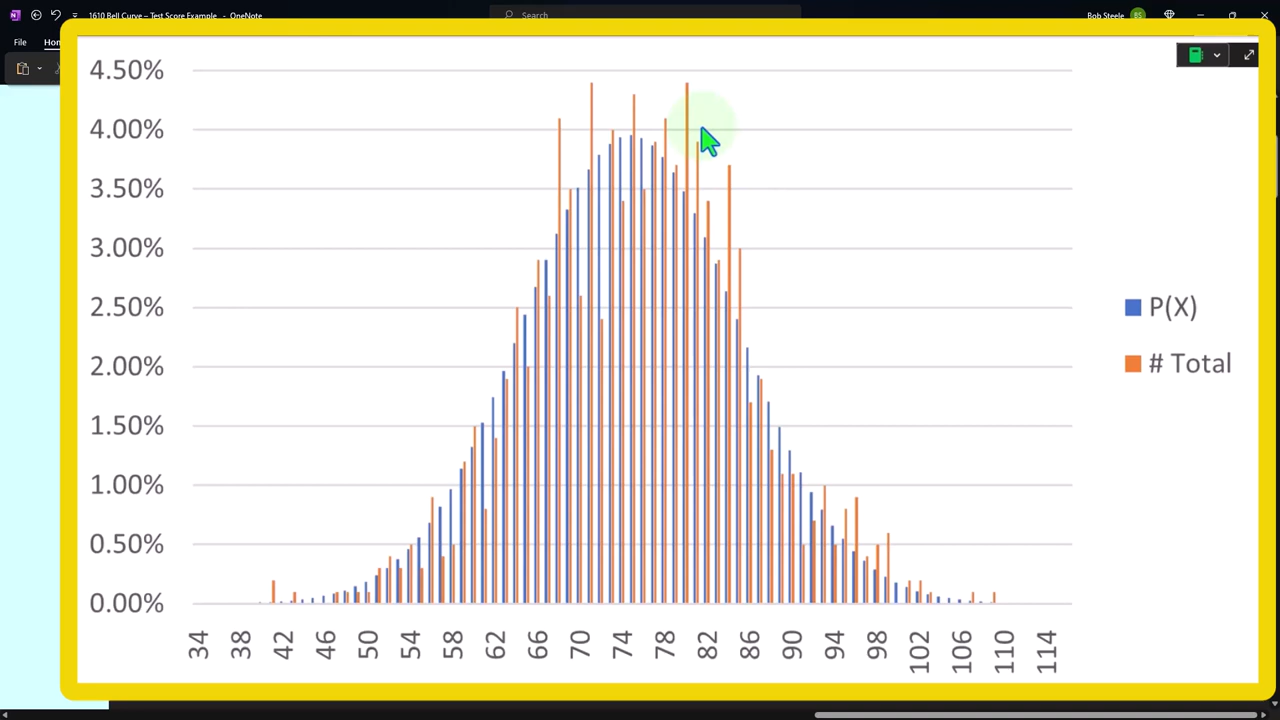 1610 Bell Curve – Test Score Example - OneNote
Search
Bob Steele
BS
File
4.50%
4.00%
3.50%
3.00%
2.50%
2.00%
1.50%
1.00%
0.50%
0.00%
P(X)
# Total
34 38 42 46 50 54 58 62 66 70 74 78 82 86 90 94 98 102 106 110 114